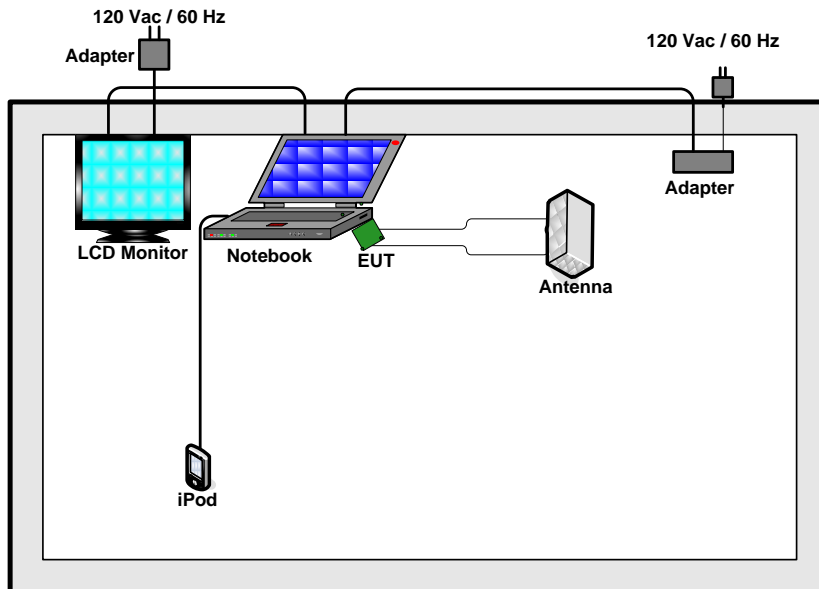 120 Vac / 60 Hz
Adapter
120 Vac / 60 Hz
Adapter
LCD Monitor
Notebook
EUT
Antenna
iPod